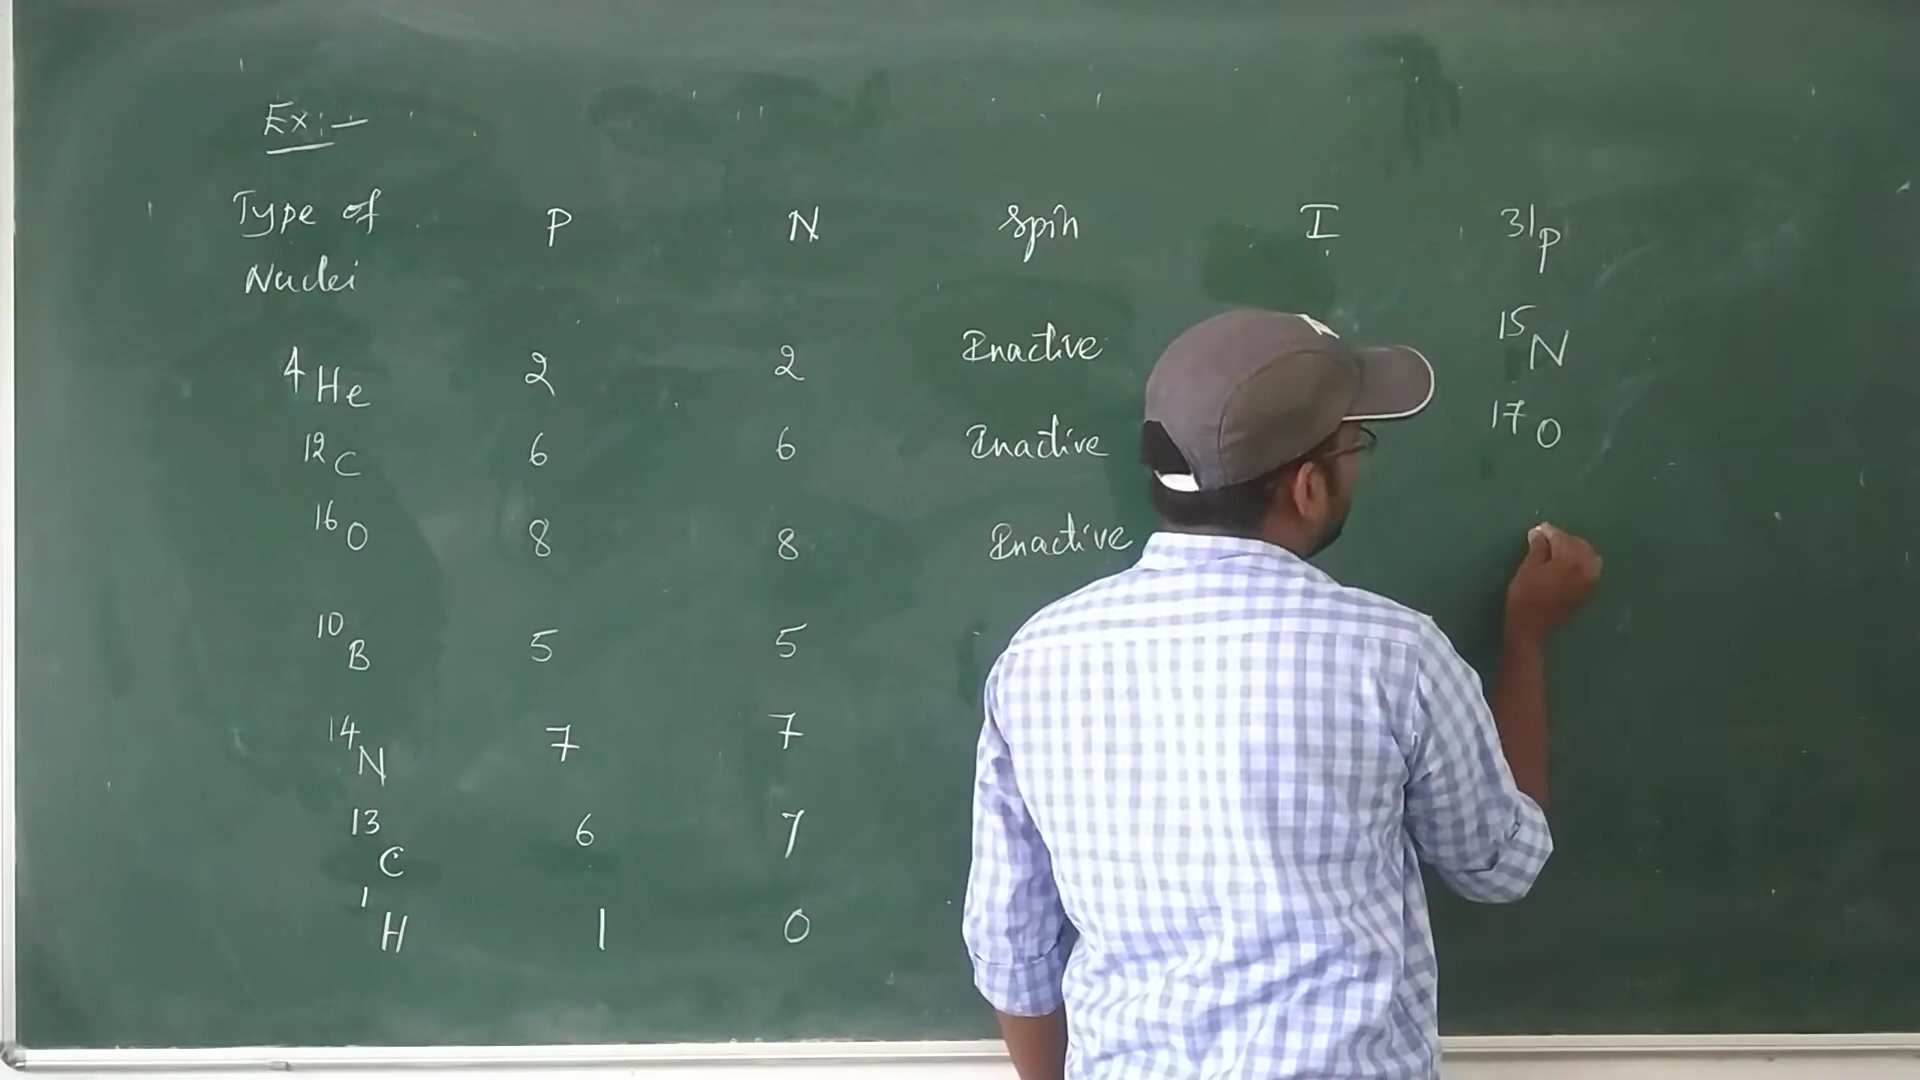 Ex:-
Type of Nuclei P N Spin I
4He 2 2 Inactive
12C 6 6 Inactive
16O 8 8 Inactive
10B 5 5
14N 7 7
13C 6 7
1H 1 0
31P
15N
17O